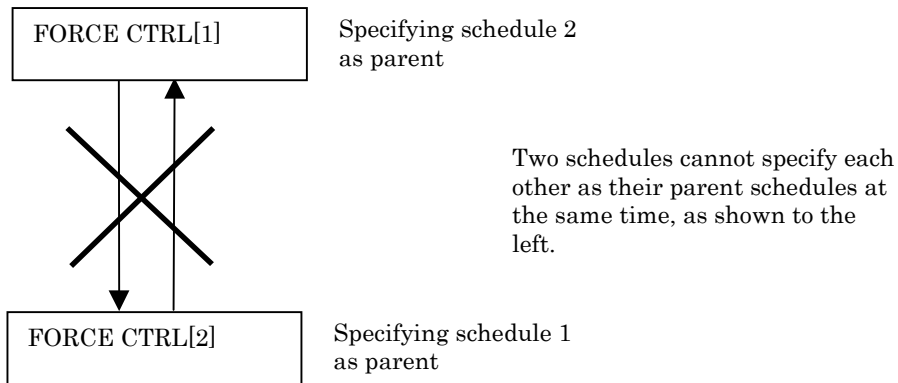 FORCE CTRL[1]
Specifying schedule 2
as parent
Two schedules cannot specify each
other as their parent schedules at
the same time, as shown to the
left.
FORCE CTRL[2]
Specifying schedule 1
as parent